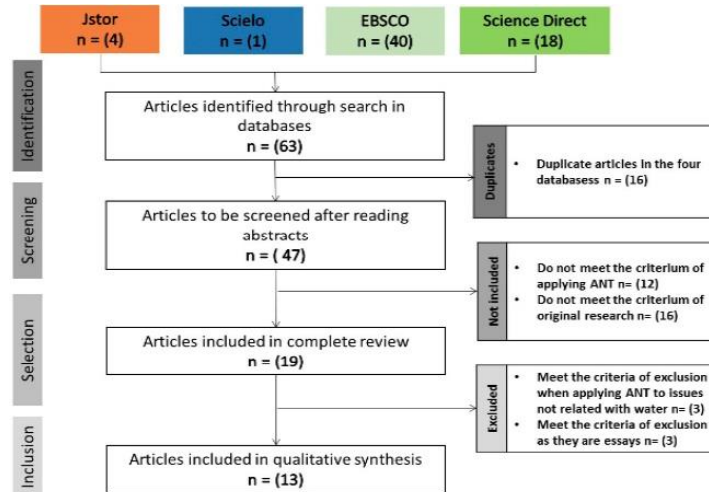 Jstor
n = (4)
Scielo
n = (1)
EBSCO
n = (40)
Science Direct
n = (18)
Identification
Articles identified through search in
databases
n = (63)
Duplicates
• Duplicate articles in the four
databasess n = (16)
Screening
Articles to be screened after reading
abstracts
n = ( 47)
Not included
• Do not meet the criterium of
applying ANT n= (12)
• Do not meet the criterium of
original research n= (16)
Selection
Articles included in complete review
n = (19)
Excluded
• Meet the criteria of exclusion
when applying ANT to issues
not related with water n= (3)
• Meet the criteria of exclusion
as they are essays n= (3)
Inclusion
Articles included in qualitative synthesis
n = (13)